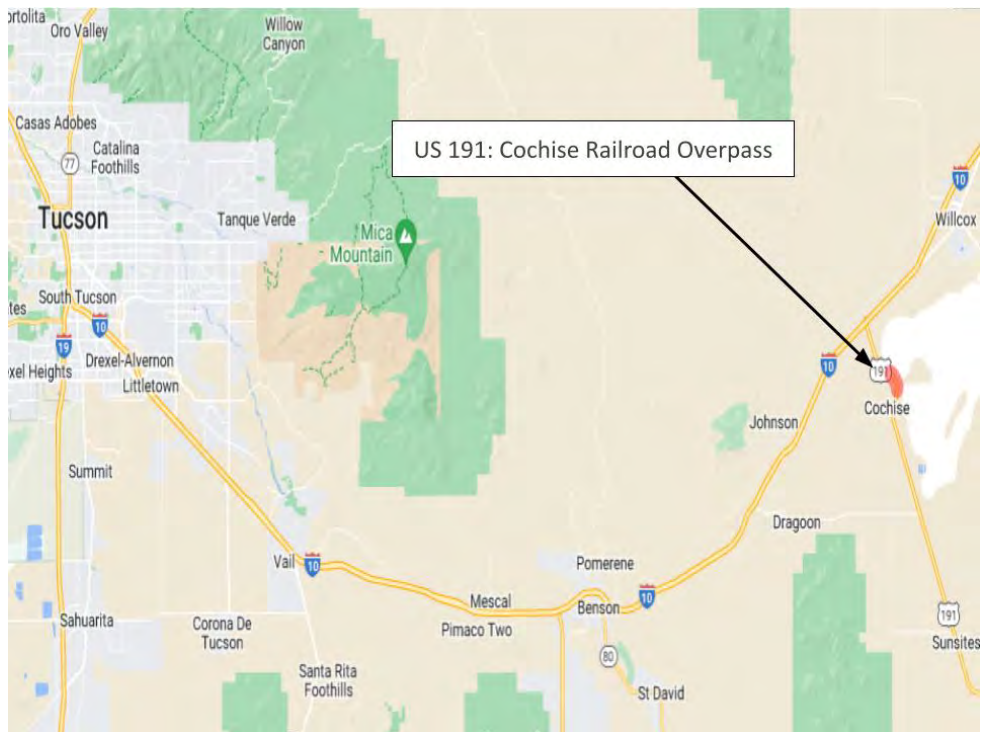 ortolita
Oro Valley
Willow
Canyon
Casas Adobes
77
Catalina
Foothills
US 191: Cochise Railroad Overpass
10
Tucson
Tanque Verde
Mica
Mountain
Willcox
South Tucson
ates
10
19
Drexel-Alvernon
exel Heights
Littletown
10
191
Cochise
Johnson
Summit
Dragoon
Vail
10
Pomerene
Mescal
Benson
10
Sahuarita
Corona De
Tucson
Pimaco Two
191
Sunsites
80
Santa Rita
Foothills
St David